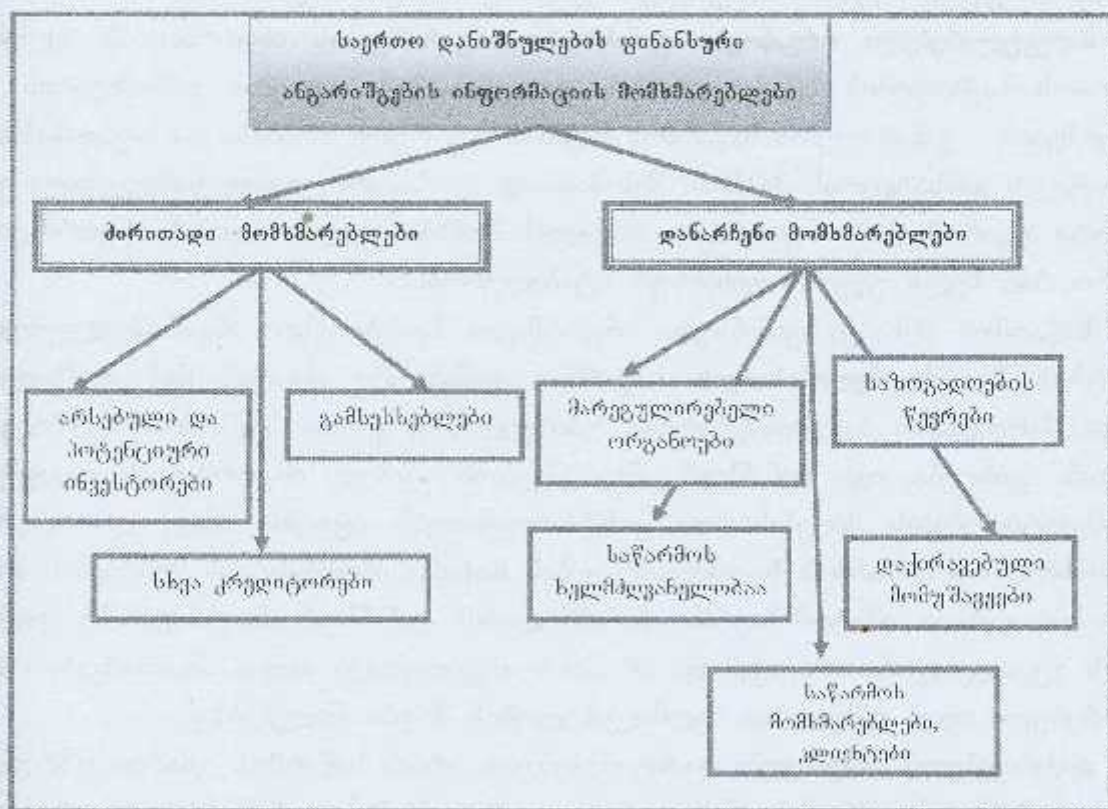 საერთო დანიშნულების ფინანსური
ანგარიშგების ინფორმაციის მომხმარებლები
ძირითადი მომხმარებლები
დანარჩენი მომხმარებლები
არსებული და
პოტენციური
ინვესტორები
გამსესხებლები
სხვა კრედიტორები
მარეგულირებელი
ორგანოები
საზოგადოების
წევრები
საწარმოს
ხელმძღვანელობაა
დაქირავებული
მომუშავეები
საწარმოს
მომხმარებლები,
კლიენტები